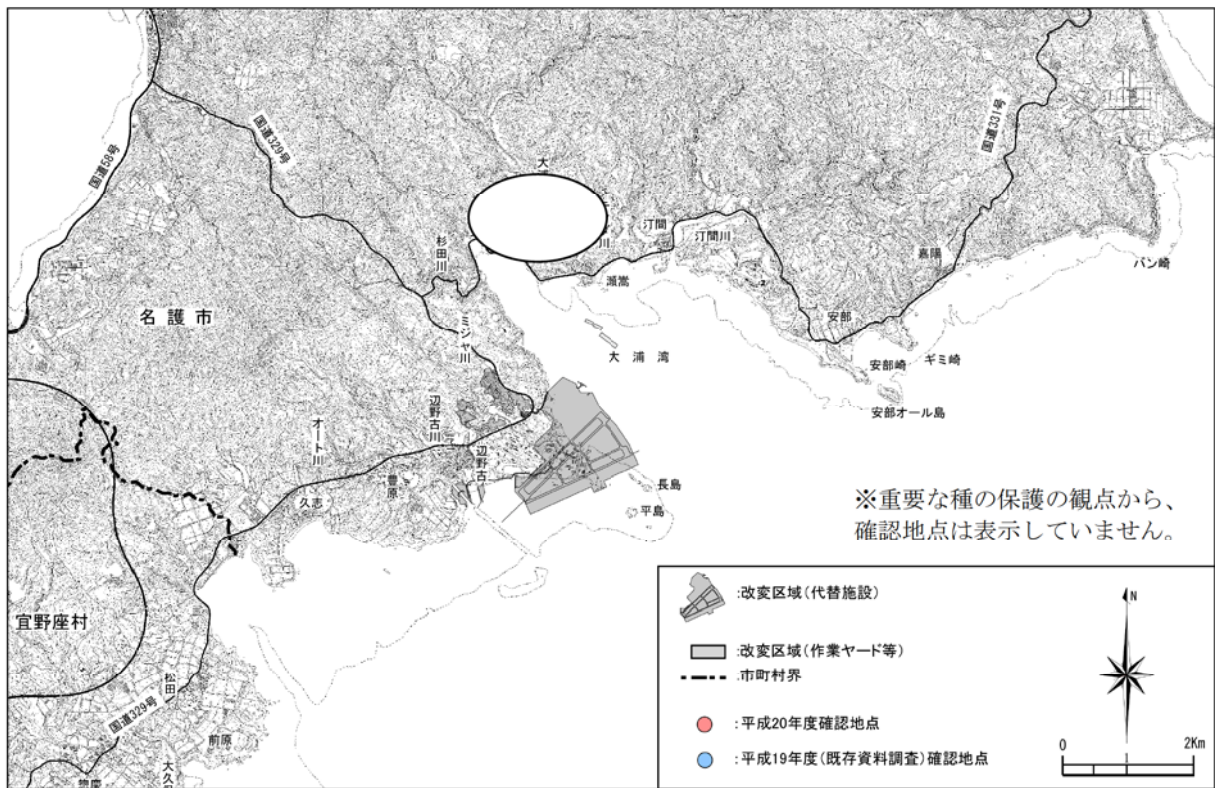 国道58号
国道329号
国道331号
大
川
杉田川
汀間
汀間川
瀬嵩
嘉陽
バン崎
名護市
ミジャ川
大浦湾
安部
安部崎
ギミ崎
安部オール島
辺野古川
オート川
辺野古
豊原
久志
長島
平島
※重要な種の保護の観点から、
確認地点は表示していません。
宜野座村
松田
国道329号
前原
惣慶
:改変区域(代替施設)
:改変区域(作業ヤード等)
:市町村界
:平成20年度確認地点
:平成19年度(既存資料調査)確認地点
N
0 1 2Km